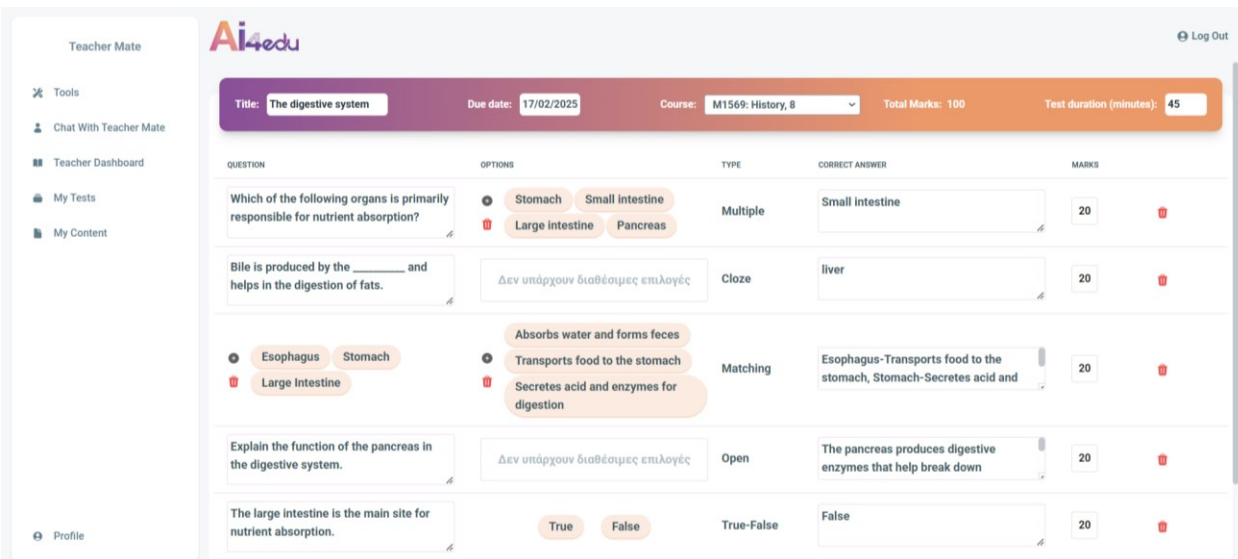 Teacher Mate
Tools
Chat With Teacher Mate
Teacher Dashboard
My Tests
My Content
Profile
Ai4edu
Log Out
Title: The digestive system Due date: 17/02/2025 Course: M1569: History, 8 Total Marks: 100 Test duration (minutes): 45
QUESTION OPTIONS TYPE CORRECT ANSWER MARKS
Which of the following organs is primarily
responsible for nutrient absorption?
Stomach Small intestine
Large intestine Pancreas
Multiple
Small intestine
20
Bile is produced by the _________ and
helps in the digestion of fats.
Δεν υπάρχουν διαθέσιμες επιλογές
Cloze
liver
20
Esophagus Stomach
Large Intestine
Absorbs water and forms feces
Transports food to the stomach
Secretes acid and enzymes for
digestion
Matching
Esophagus-Transports food to the
stomach, Stomach-Secretes acid and
20
Explain the function of the pancreas in
the digestive system.
Δεν υπάρχουν διαθέσιμες επιλογές
Open
The pancreas produces digestive
enzymes that help break down
20
The large intestine is the main site for
nutrient absorption.
True False
True-False
False
20